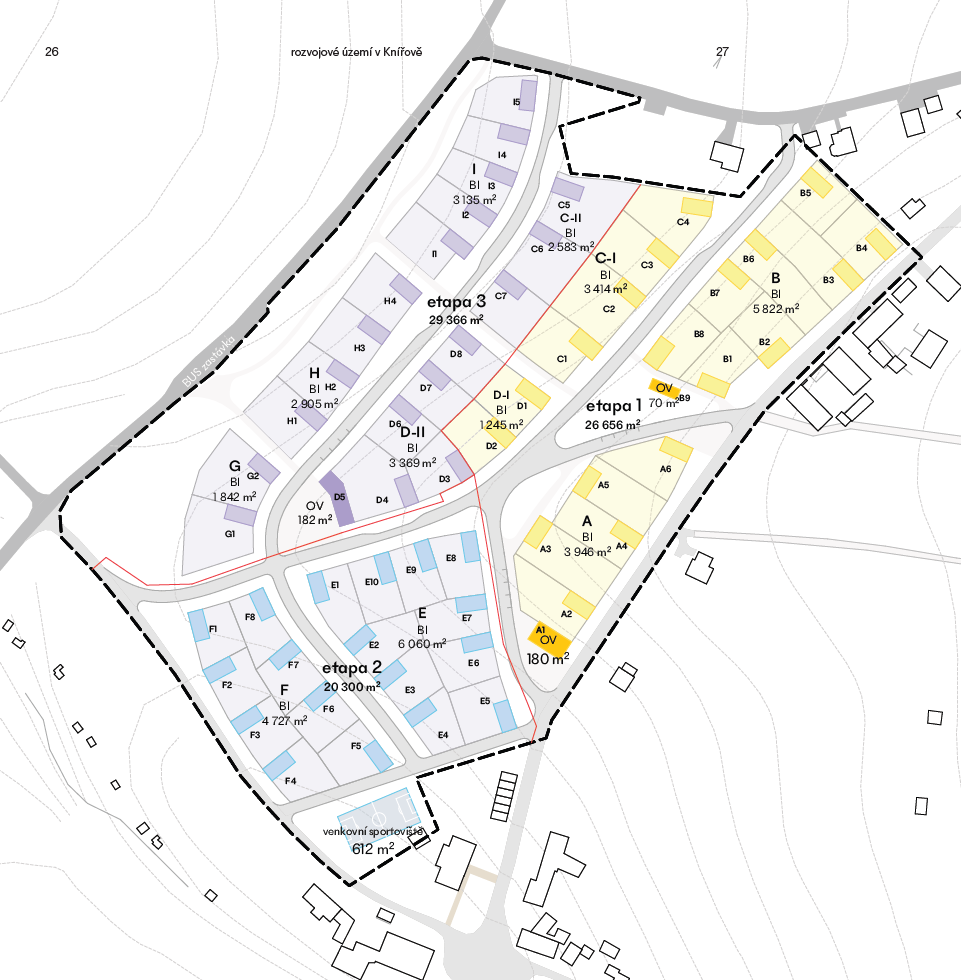 26
rozvojové území v Knířově
27
I5
I4
I
BI
3 135 m²
I3
I2
I1
C5
C-II
BI
2 583 m²
C6
C7
C4
C-I
BI
3 414 m²
C3
C2
C1
B5
B4
B6
B3
B
BI
5 822 m²
B7
B8
B2
B1
OV
70 m²
B9
etapa 3
29 366 m²
H4
H3
H
BI
2 905 m²
H2
H1
BUS zastávka
D8
D7
D6
D-II
BI
3 369 m²
D-I
BI
1 245 m²
D1
D2
D3
D4
D5
OV
182 m²
etapa 1
26 656 m²
G
BI
1 842 m²
G2
G1
A6
A5
A
BI
3 946 m²
A4
A3
A2
A1
OV
180 m²
E1
E10
E9
E8
E
BI
6 060 m²
E7
E2
E6
E3
E5
E4
etapa 2
20 300 m²
F1
F8
F7
F2
F
BI
4 727 m²
F6
F3
F5
F4
venkovní sportoviště
612 m²